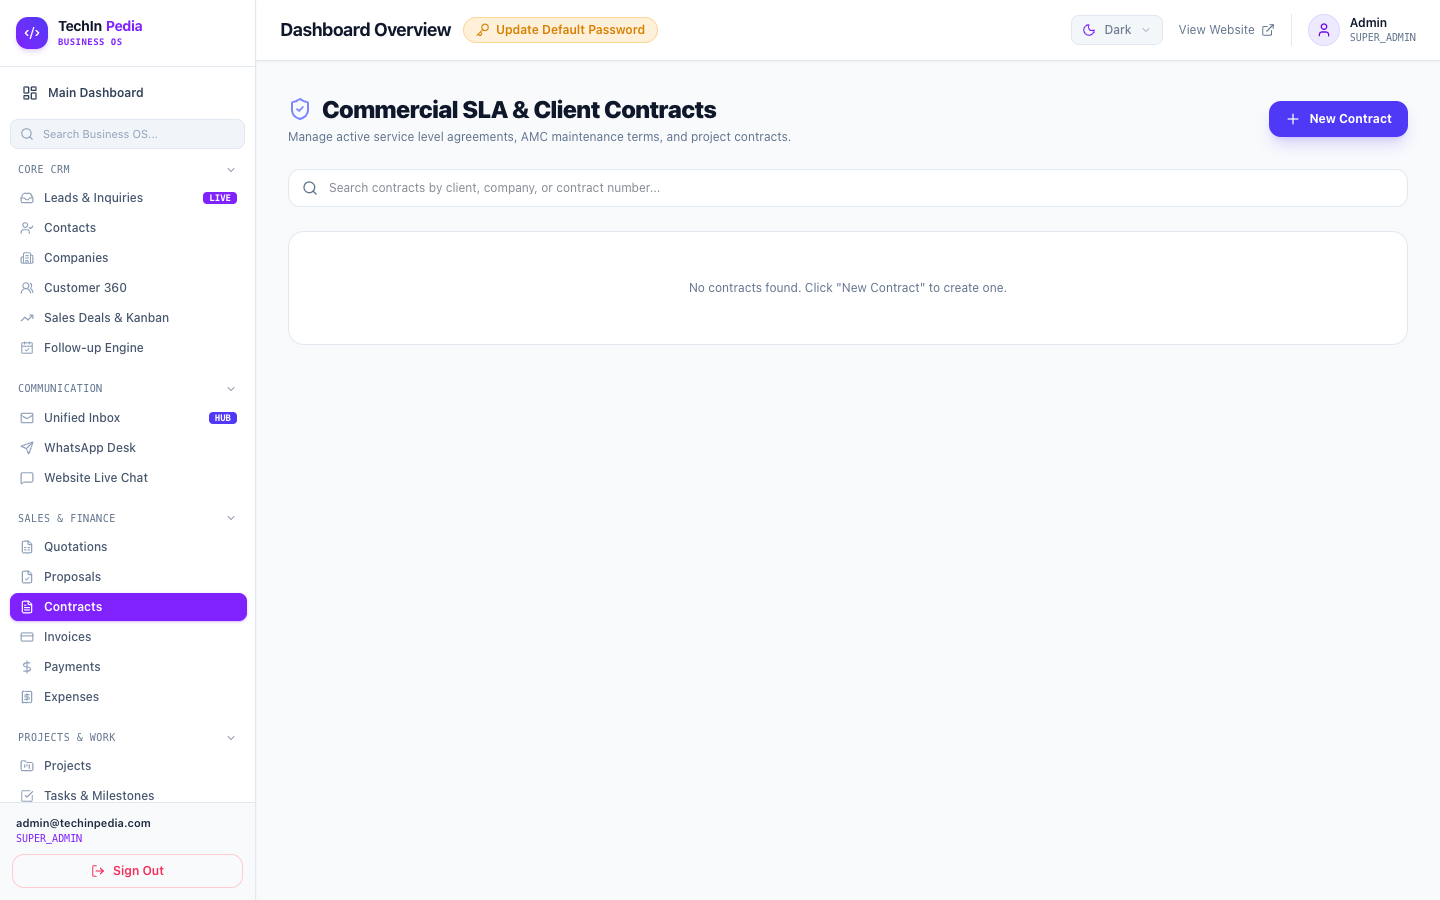 TechIn Pedia
BUSINESS OS
Main Dashboard
Search Business OS...
CORE CRM
Leads & Inquiries LIVE
Contacts
Companies
Customer 360
Sales Deals & Kanban
Follow-up Engine
COMMUNICATION
Unified Inbox HUB
WhatsApp Desk
Website Live Chat
SALES & FINANCE
Quotations
Proposals
Contracts
Invoices
Payments
Expenses
PROJECTS & WORK
Projects
Tasks & Milestones
admin@techinpedia.com
SUPER_ADMIN
Sign Out
Dashboard Overview
Update Default Password
Dark
View Website
Admin
SUPER_ADMIN
Commercial SLA & Client Contracts
Manage active service level agreements, AMC maintenance terms, and project contracts.
New Contract
Search contracts by client, company, or contract number...
No contracts found. Click "New Contract" to create one.